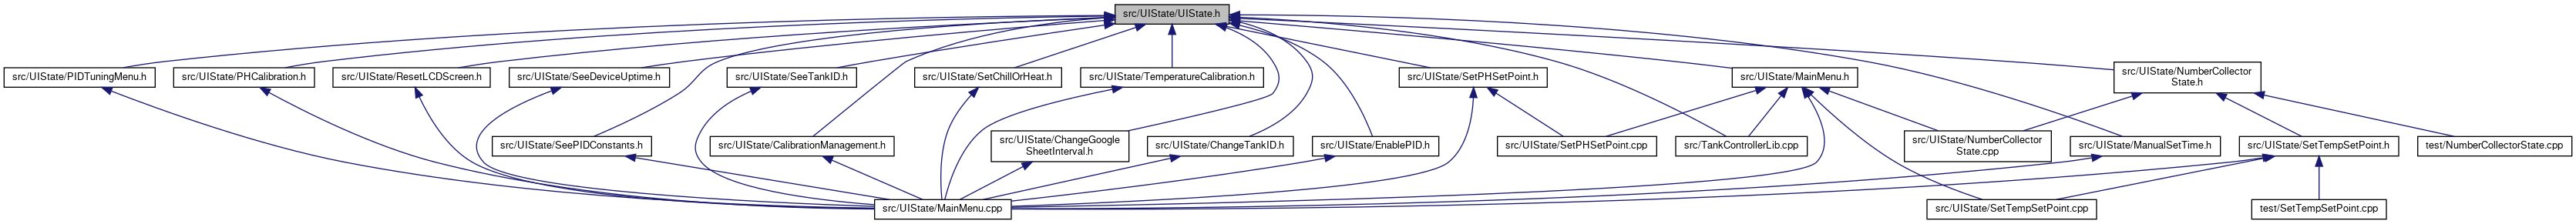 src/UIState/UIState.h
src/UIState/PIDTuningMenu.h
src/UIState/PHCalibration.h
src/UIState/ResetLCDScreen.h
src/UIState/SeeDeviceUptime.h
src/UIState/SeeTankID.h
src/UIState/SetChillOrHeat.h
src/UIState/TemperatureCalibration.h
src/UIState/SetPHSetPoint.h
src/UIState/MainMenu.h
src/UIState/NumberCollector
State.h
src/UIState/SeePIDConstants.h
src/UIState/CalibrationManagement.h
src/UIState/ChangeGoogle
SheetInterval.h
src/UIState/ChangeTankID.h
src/UIState/EnablePID.h
src/UIState/SetPHSetPoint.cpp
src/TankControllerLib.cpp
src/UIState/NumberCollector
State.cpp
src/UIState/ManualSetTime.h
src/UIState/SetTempSetPoint.h
test/NumberCollectorState.cpp
src/UIState/MainMenu.cpp
src/UIState/SetTempSetPoint.cpp
test/SetTempSetPoint.cpp